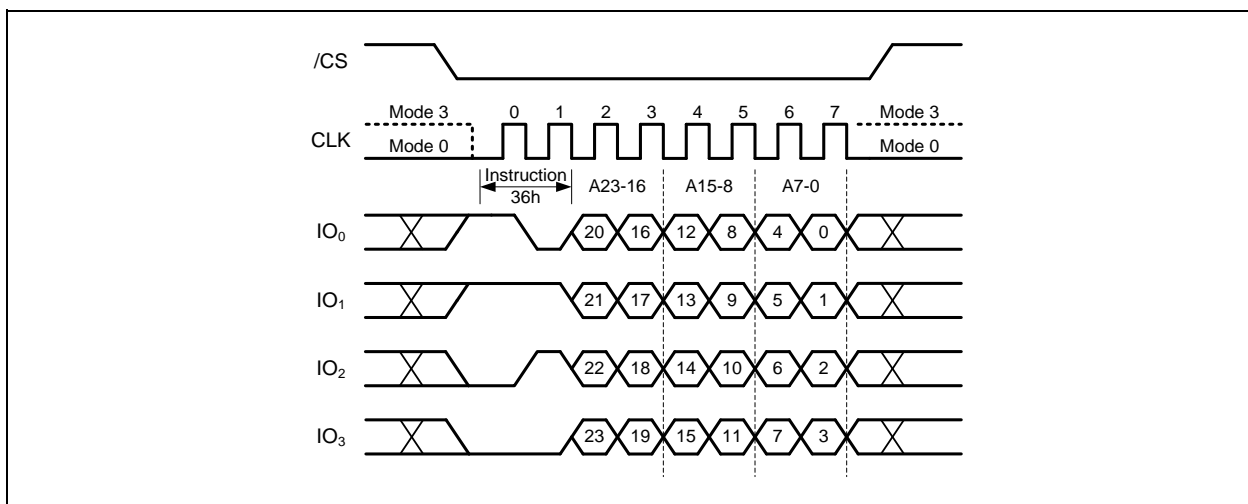 /CS
Mode 3 0 1 2 3 4 5 6 7 Mode 3
CLK
Mode 0 Mode 0
Instruction A23-16 A15-8 A7-0
36h
IO₀ 20 16 12 8 4 0
IO₁ 21 17 13 9 5 1
IO₂ 22 18 14 10 6 2
IO₃ 23 19 15 11 7 3